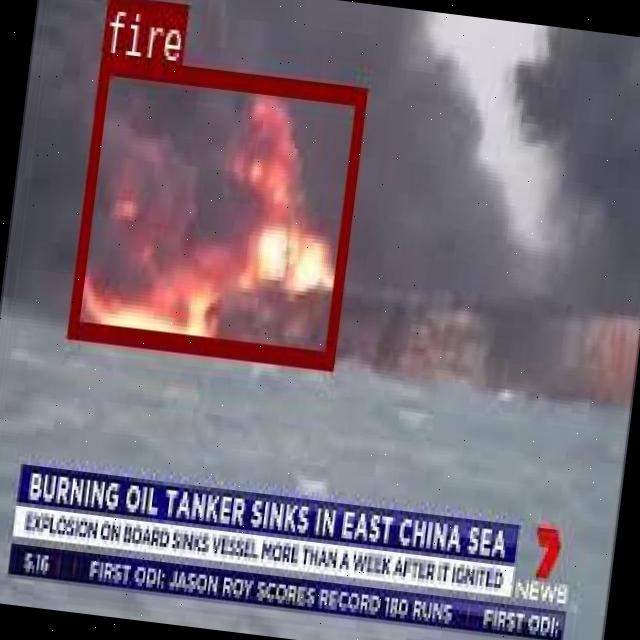 fire
BURNING OIL TANKER SINKS IN EAST CHINA SEA
EXPLOSION ON BOARD SINKS VESSEL MORE THAN A WEEK AFTER IT IGNITED
7
NEWS
5.16 FIRST ODI: JASON ROY SCORES RECORD 180 RUNS FIRST ODI: